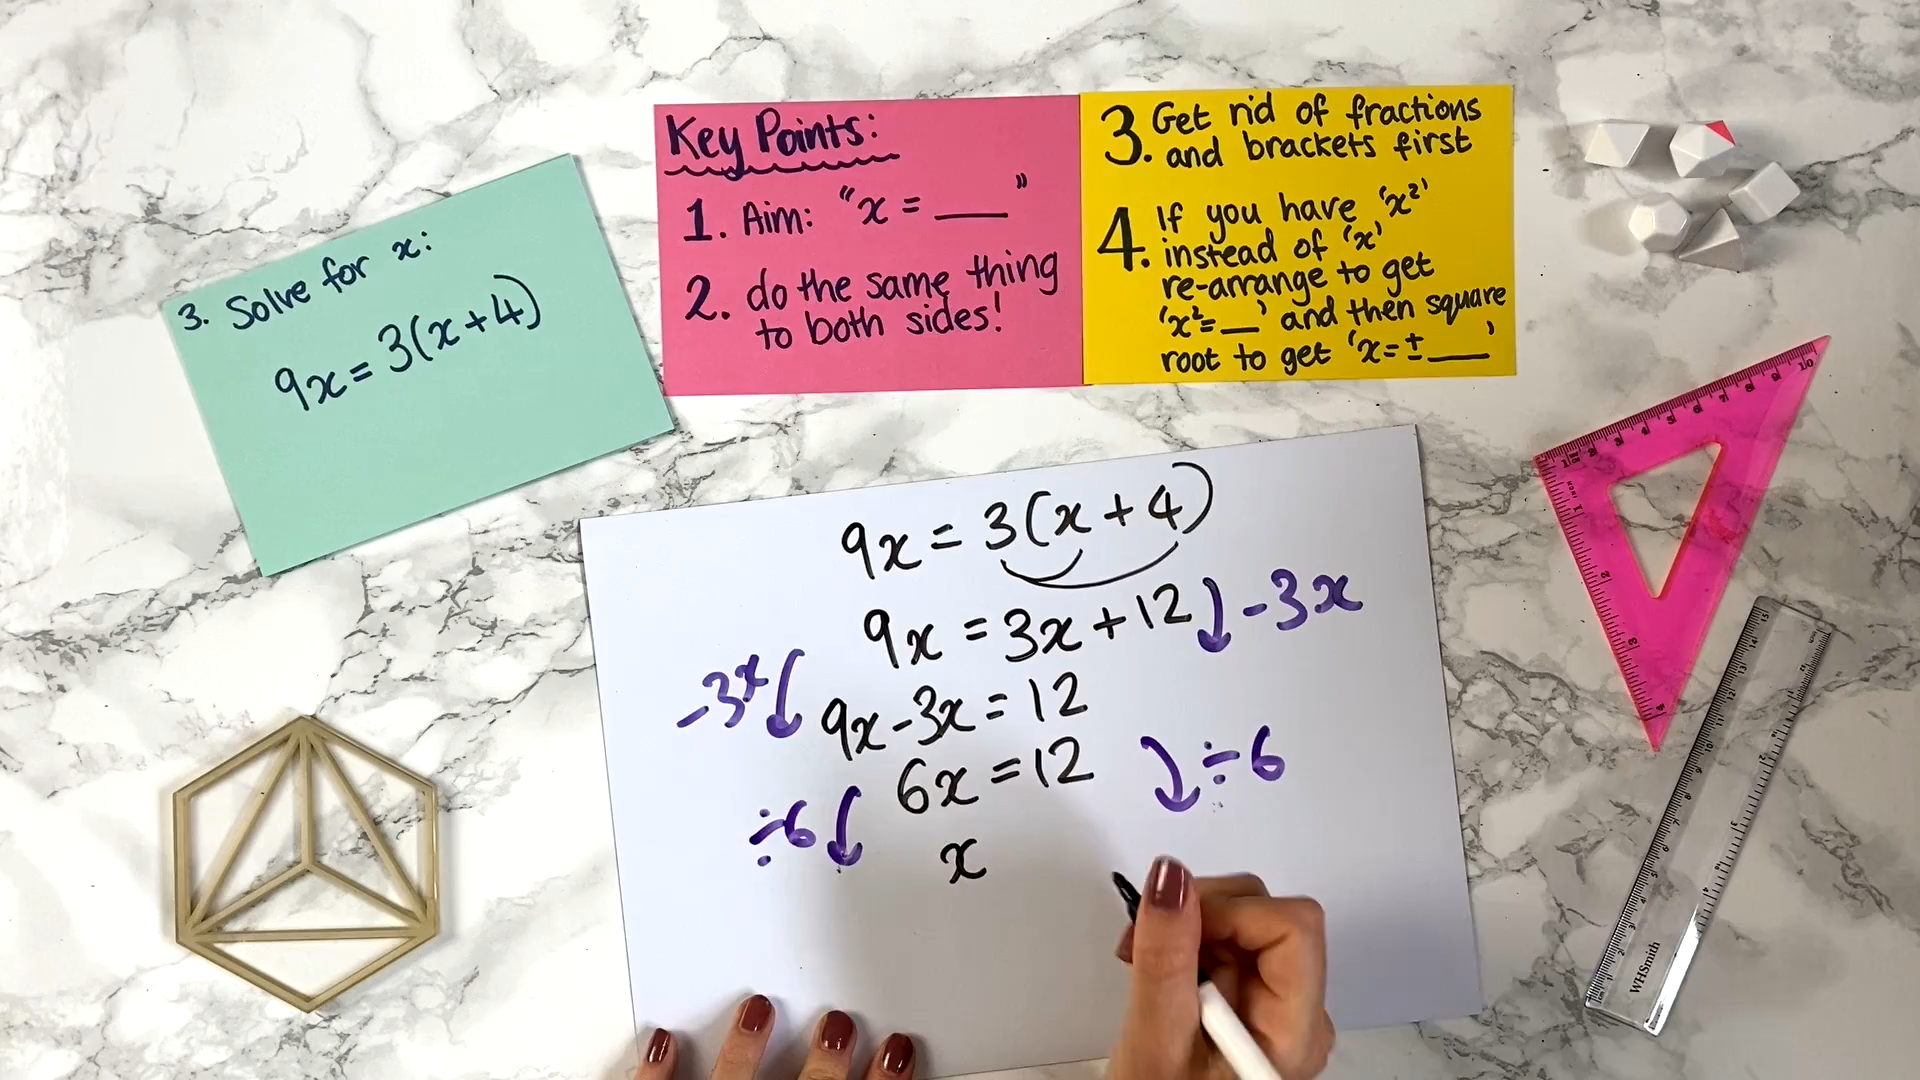 3. Solve for x:
9x = 3(x+4)
Key Points:
1. Aim: "x = ___"
2. do the same thing
to both sides!
3. Get rid of fractions
and brackets first
4. If you have 'x²'
instead of 'x'
re-arrange to get
'x²=__' and then square
root to get 'x=±___'
9x = 3(x + 4)
9x = 3x + 12 -3x
-3x 9x - 3x = 12
6x = 12 ÷6
÷6 x
WHSmith